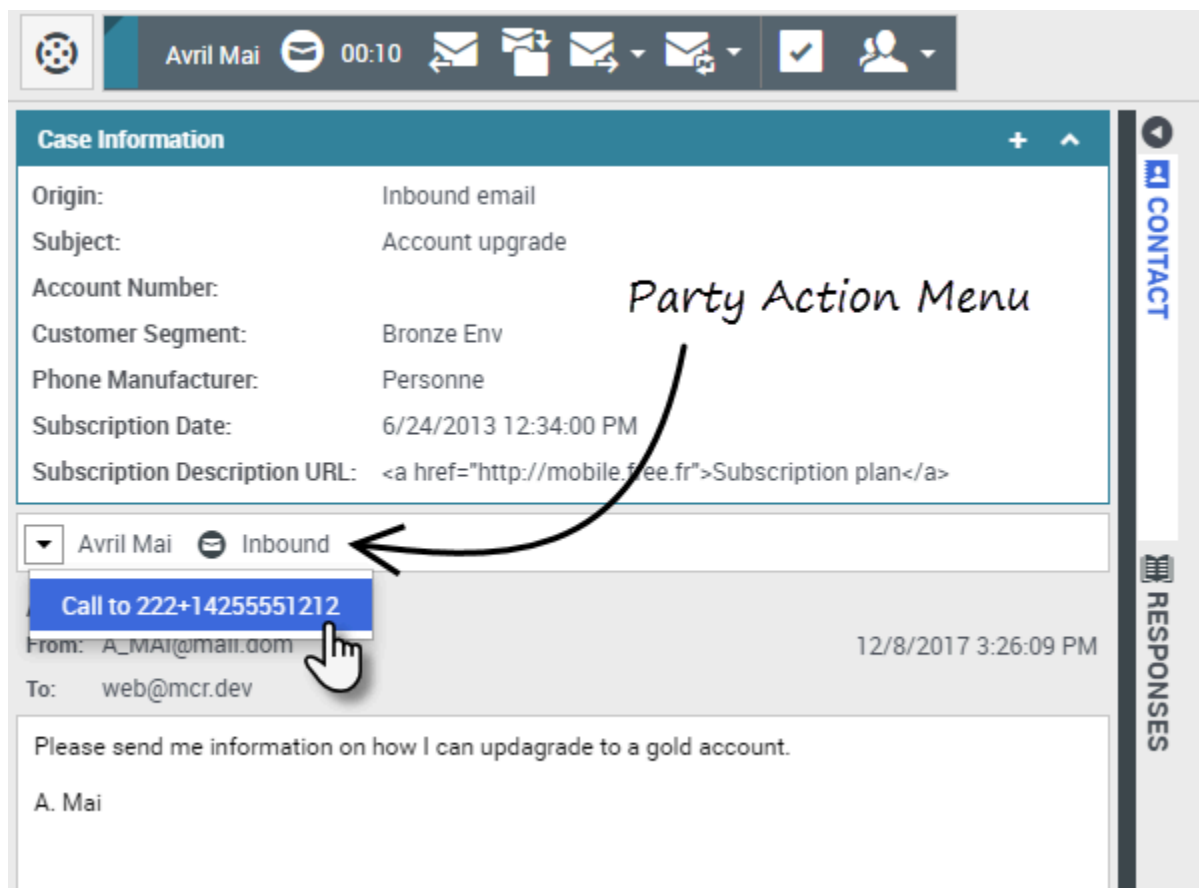 Avril Mai 00:10
Case Information
Origin: Inbound email
Subject: Account upgrade
Account Number:
Customer Segment: Bronze Env
Phone Manufacturer: Personne
Subscription Date: 6/24/2013 12:34:00 PM
Subscription Description URL: <a href="http://mobile.free.fr">Subscription plan</a>
Party Action Menu
Avril Mai Inbound
Call to 222+14255551212
From: A_MAI@mail.dom 12/8/2017 3:26:09 PM
To: web@mcr.dev
Please send me information on how I can updagrade to a gold account.
A. Mai
CONTACT
RESPONSES